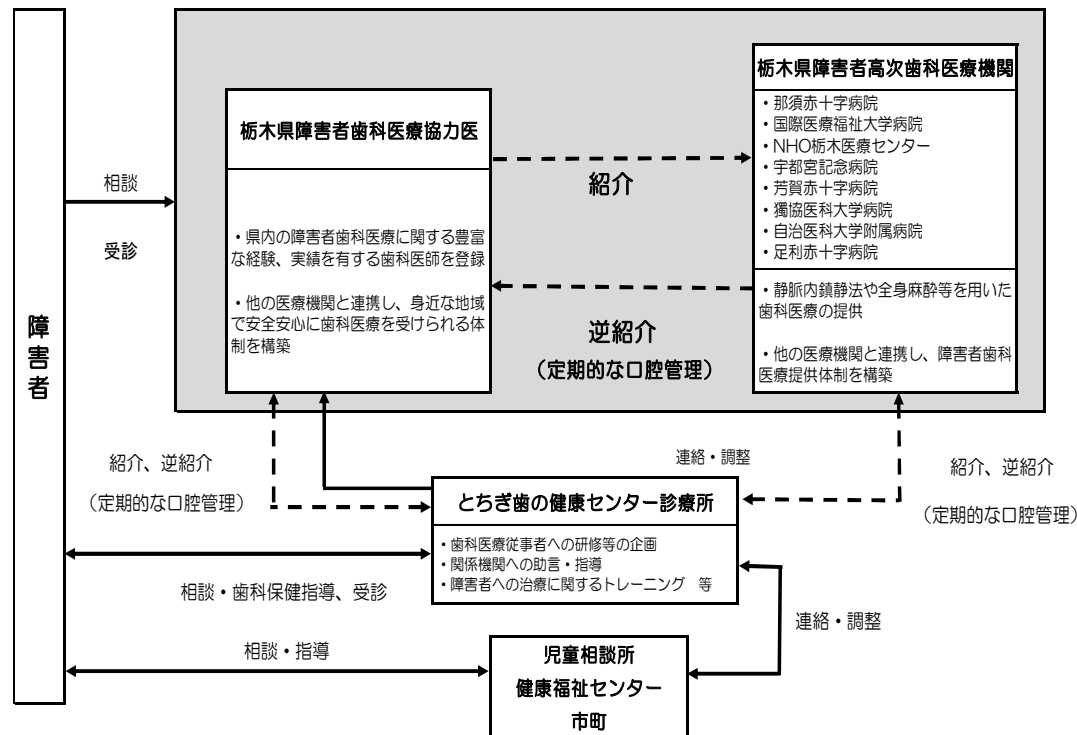 障害者
相談
受診
栃木県障害者歯科医療協力医
・県内の障害者歯科医療に関する豊富
な経験、実績を有する歯科医師を登録
・他の医療機関と連携し、身近な地域
で安全安心に歯科医療を受けられる体
制を構築
紹介
逆紹介
（定期的な口腔管理）
栃木県障害者高次歯科医療機関
・那須赤十字病院
・国際医療福祉大学病院
・NHO栃木医療センター
・宇都宮記念病院
・芳賀赤十字病院
・獨協医科大学病院
・自治医科大学附属病院
・足利赤十字病院
・静脈内鎮静法や全身麻酔等を用いた
歯科医療の提供
・他の医療機関と連携し、障害者歯科
医療提供体制を構築
紹介、逆紹介
（定期的な口腔管理）
連絡・調整
紹介、逆紹介
（定期的な口腔管理）
とちぎ歯の健康センター診療所
・歯科医療従事者への研修等の企画
・関係機関への助言・指導
・障害者への治療に関するトレーニング　等
相談・歯科保健指導、受診
連絡・調整
相談・指導
児童相談所
健康福祉センター
市町